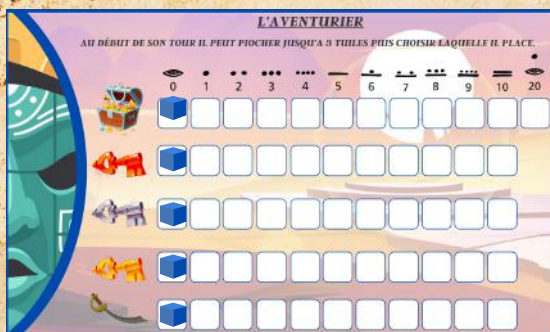 L'AVENTURIER
AU DÉBUT DE SON TOUR IL PEUT PIOCHER JUSQU'A 3 TUILES PUIS CHOISIR LAQUELLE IL PLACE.
0 1 2 3 4 5 6 7 8 9 10 20